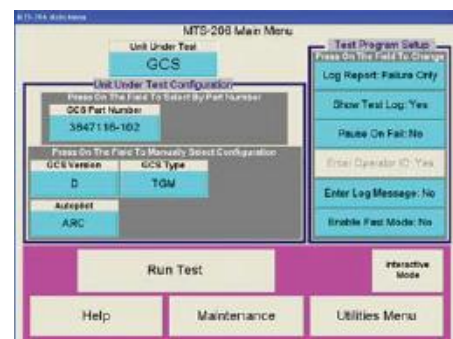 MTS-206 Main Menu
MTS-206 Main Menu
Unit Under Test
GCS
Unit Under Test Configuration
Press On The Field To Select By Part Number
GCS Part Number
3847116-102
Press On The Field To Manually Select Configuration
GCS Version
GCS Type
D
TGM
Autopilot
ARC
Test Program Setup
Press On The Field To Change
Log Report: Failure Only
Show Test Log: Yes
Pause On Fail: No
Enter Operator ID: Yes
Enter Log Message: No
Enable Fast Mode: No
Run Test
Interactive
Mode
Help
Maintenance
Utilities Menu